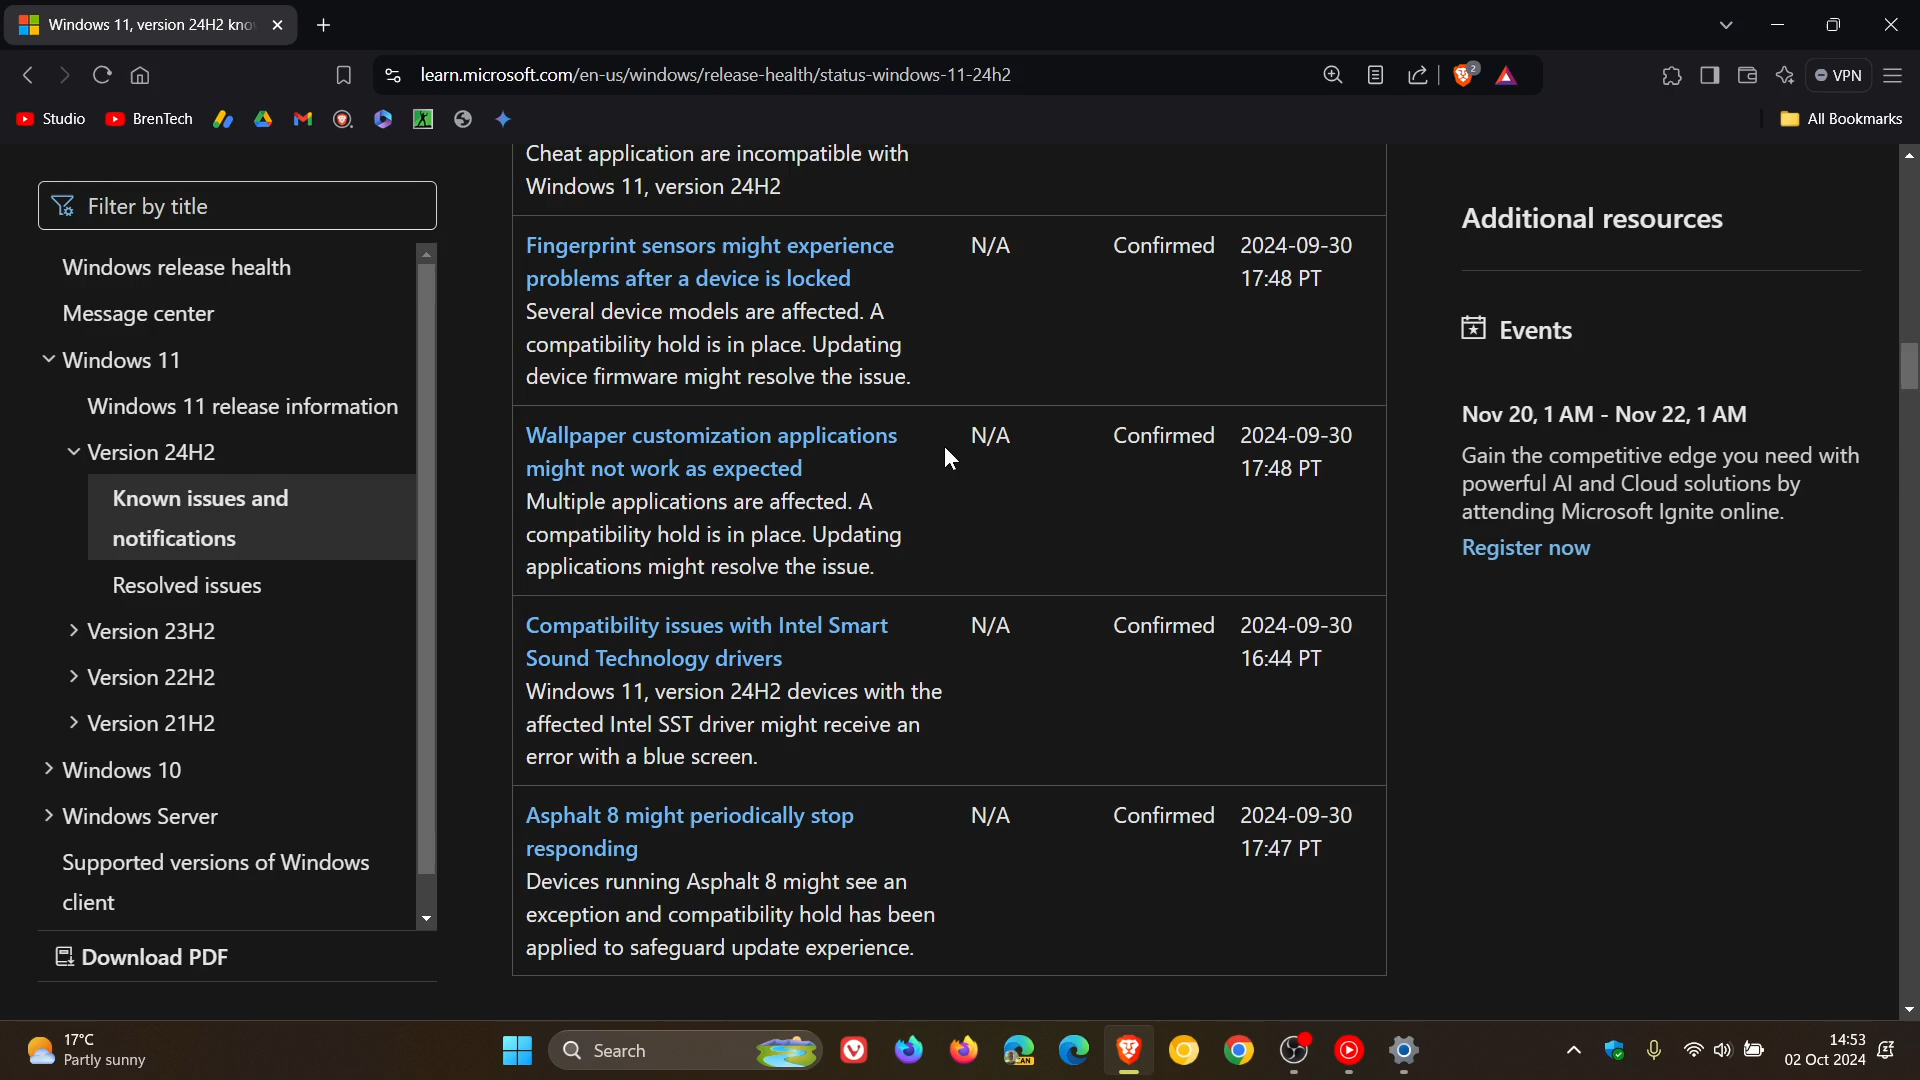 Windows 11, version 24H2 kno
learn.microsoft.com/en-us/windows/release-health/status-windows-11-24h2
2
VPN
Studio
BrenTech
All Bookmarks
Filter by title
Windows release health
Message center
Windows 11
Windows 11 release information
Version 24H2
Known issues and
notifications
Resolved issues
Version 23H2
Version 22H2
Version 21H2
Windows 10
Windows Server
Supported versions of Windows
client
Download PDF
Cheat application are incompatible with
Windows 11, version 24H2
Fingerprint sensors might experience N/A Confirmed 2024-09-30
problems after a device is locked 17:48 PT
Several device models are affected. A
compatibility hold is in place. Updating
device firmware might resolve the issue.
Wallpaper customization applications N/A Confirmed 2024-09-30
might not work as expected 17:48 PT
Multiple applications are affected. A
compatibility hold is in place. Updating
applications might resolve the issue.
Compatibility issues with Intel Smart N/A Confirmed 2024-09-30
Sound Technology drivers 16:44 PT
Windows 11, version 24H2 devices with the
affected Intel SST driver might receive an
error with a blue screen.
Asphalt 8 might periodically stop N/A Confirmed 2024-09-30
responding 17:47 PT
Devices running Asphalt 8 might see an
exception and compatibility hold has been
applied to safeguard update experience.
Additional resources
Events
Nov 20, 1 AM - Nov 22, 1 AM
Gain the competitive edge you need with
powerful AI and Cloud solutions by
attending Microsoft Ignite online.
Register now
17°C
Partly sunny
Search
14:53
02 Oct 2024